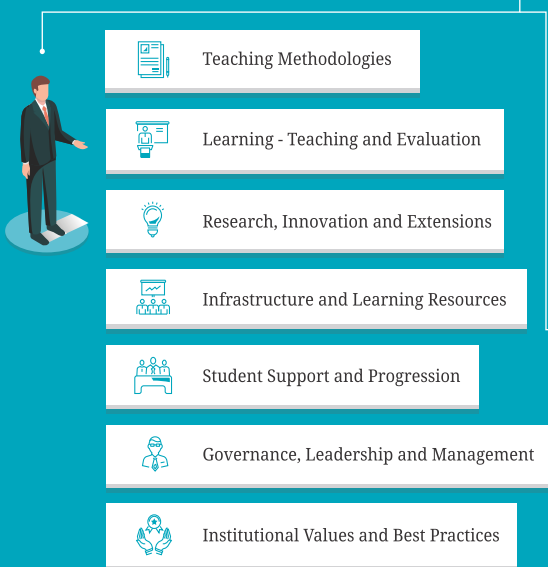 Teaching Methodologies
Learning - Teaching and Evaluation
Research, Innovation and Extensions
Infrastructure and Learning Resources
Student Support and Progression
Governance, Leadership and Management
Institutional Values and Best Practices